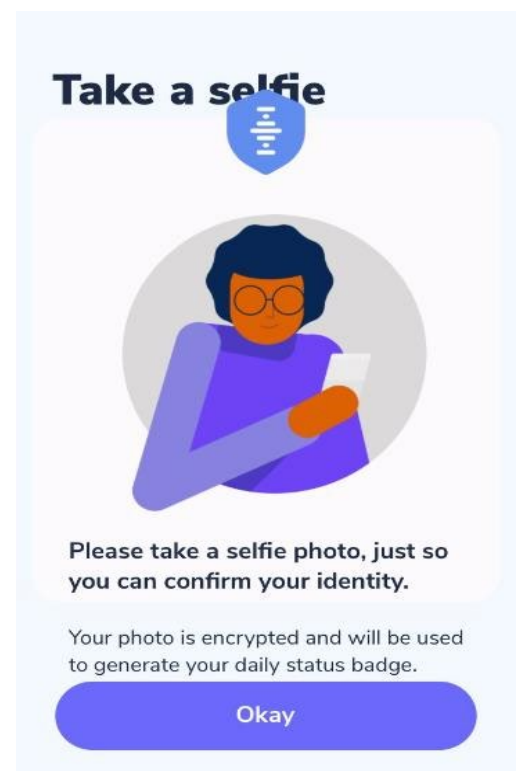 Take a selfie
Please take a selfie photo, just so
you can confirm your identity.
Your photo is encrypted and will be used
to generate your daily status badge.
Okay